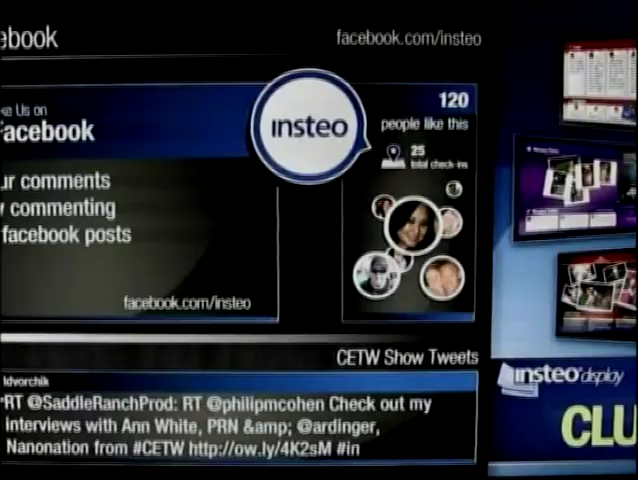 ebook
facebook.com/insteo
ke Us on
acebook
insteo
120
people like this
25
total check-ins
ur comments
y commenting
facebook posts
facebook.com/insteo
CETW Show Tweets
ldvorchik
"RT @SaddleRanchProd: RT @philipmcohen Check out my
interviews with Ann White, PRN &amp; @ardinger,
Nanonation from #CETW http://ow.ly/4K2sM #in
insteo display
CLU